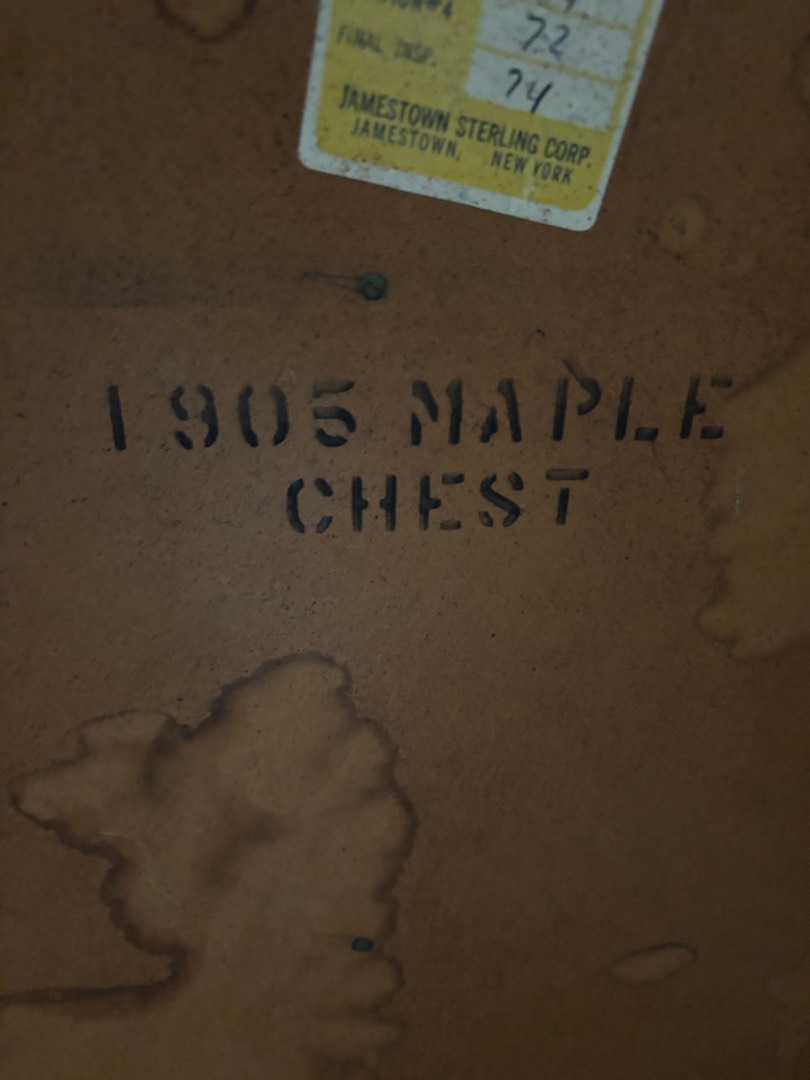 72
FINAL INSP.
74
JAMESTOWN STERLING CORP.
JAMESTOWN, NEW YORK
1905 MAPLE
CHEST